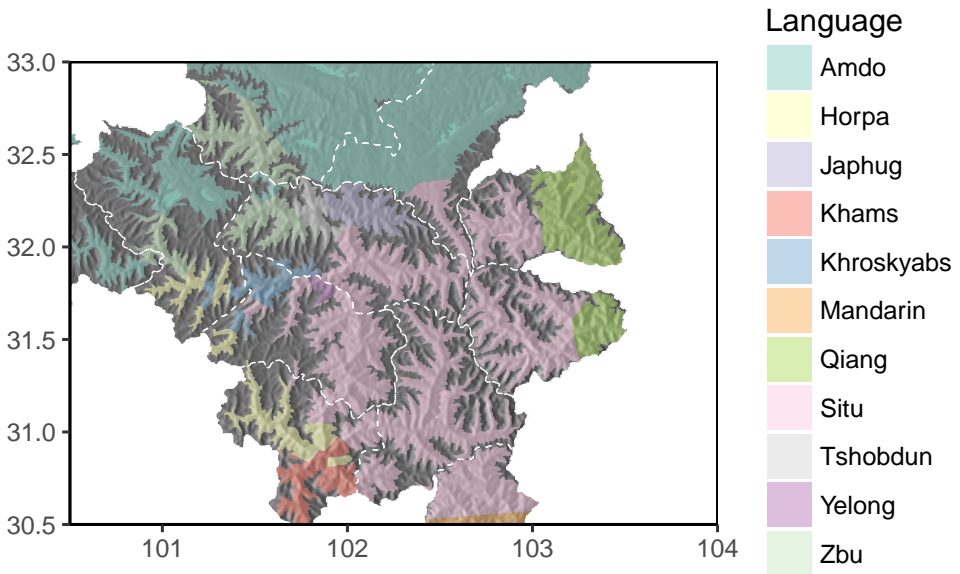 Language
Amdo
Horpa
Japhug
Khams
Khroskyabs
Mandarin
Qiang
Situ
Tshobdun
Yelong
Zbu
33.0
32.5
32.0
31.5
31.0
30.5
101 102 103 104